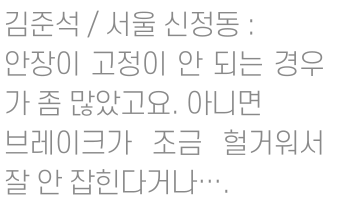 김준석 / 서울 신정동 :
안장이 고정이 안 되는 경우
가 좀 많았고요. 아니면
브레이크가 조금 헐거워서
잘 안 잡힌다거나….